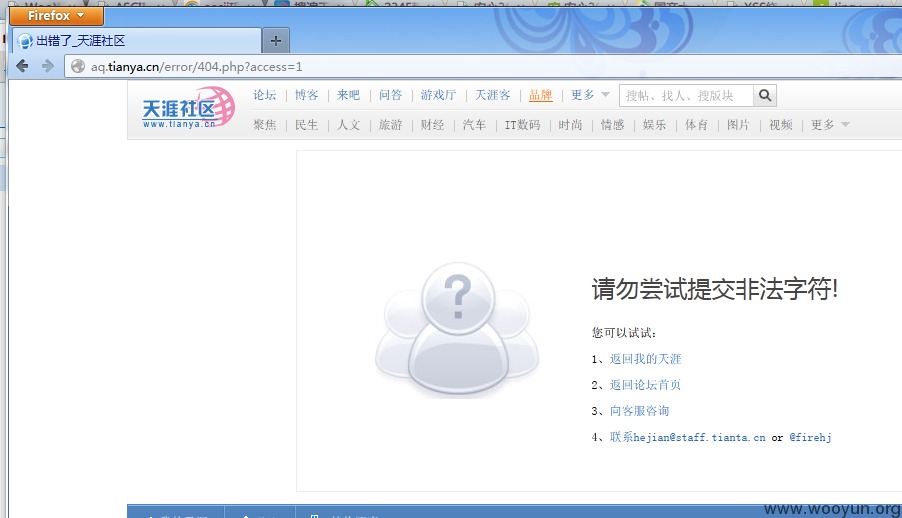 Firefox
出错了_天涯社区
aq.tianya.cn/error/404.php?access=1
天涯社区
www.tianya.cn
论坛 博客 来吧 问答 游戏厅 天涯客 品牌 更多
搜帖、找人、搜版块
聚焦 民生 人文 旅游 财经 汽车 IT数码 时尚 情感 娱乐 体育 图片 视频 更多
?
请勿尝试提交非法字符!
您可以试试:
1、返回我的天涯
2、返回论坛首页
3、向客服咨询
4、联系hejian@staff.tianta.cn or @firehj
www.wooyun.org